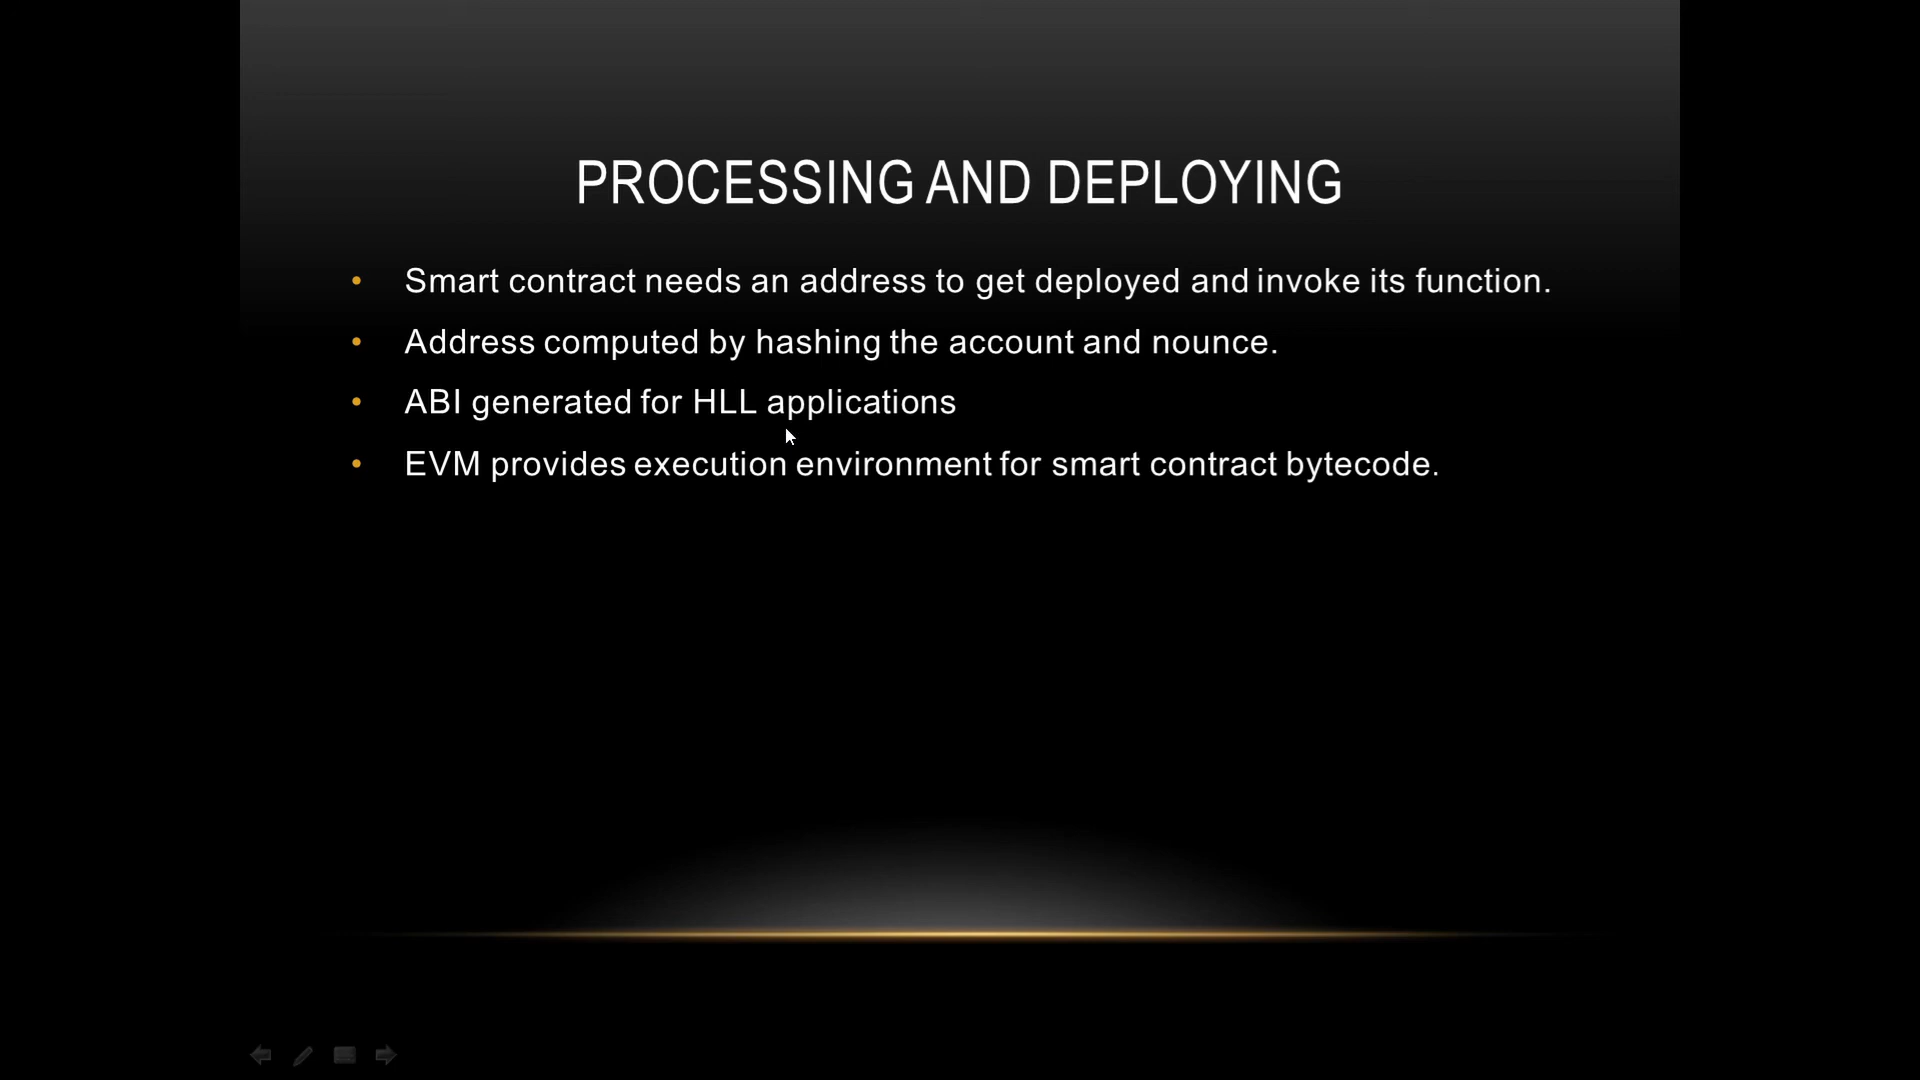 PROCESSING AND DEPLOYING
• Smart contract needs an address to get deployed and invoke its function.
• Address computed by hashing the account and nounce.
• ABI generated for HLL applications
• EVM provides execution environment for smart contract bytecode.